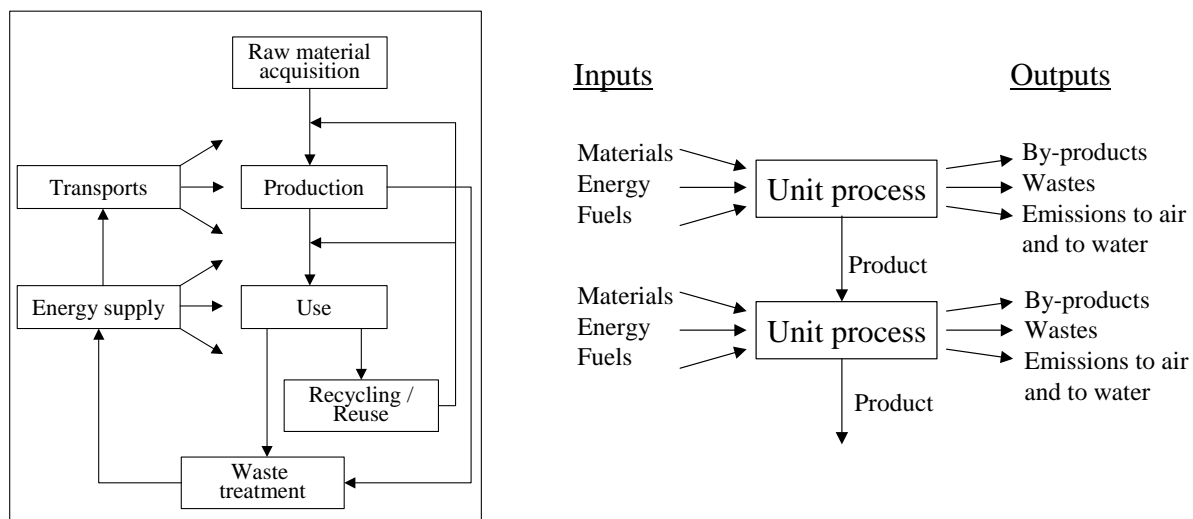 Raw material
acquisition
Transports
Production
Energy supply
Use
Recycling /
Reuse
Waste
treatment
Inputs
Outputs
Materials
Energy
Fuels
Unit process
By-products
Wastes
Emissions to air
and to water
Product
Materials
Energy
Fuels
Unit process
By-products
Wastes
Emissions to air
and to water
Product